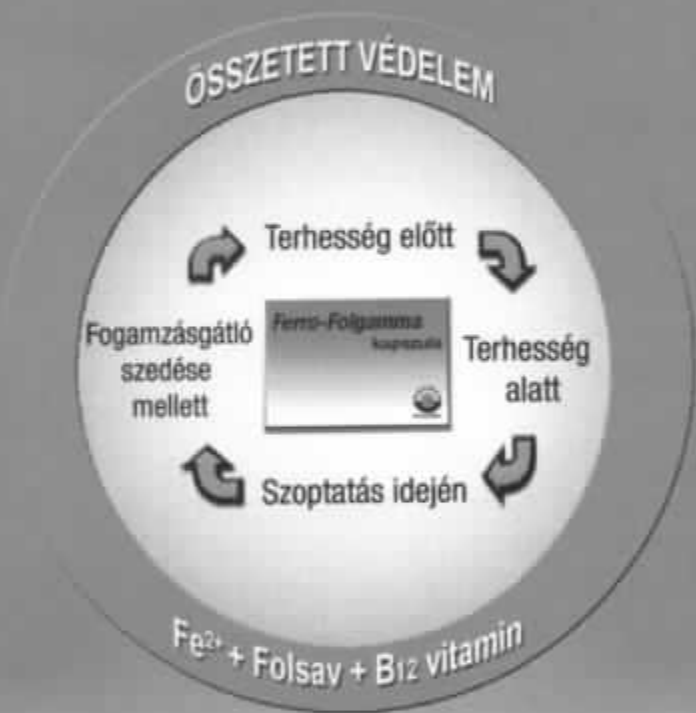 ÖSSZETETT VÉDELEM
Terhesség előtt
Terhesség
alatt
Szoptatás idején
Fogamzásgátló
szedése
mellett
Ferro-Folgamma
kapszula
Fe²⁺ + Folsav + B₁₂ vitamin